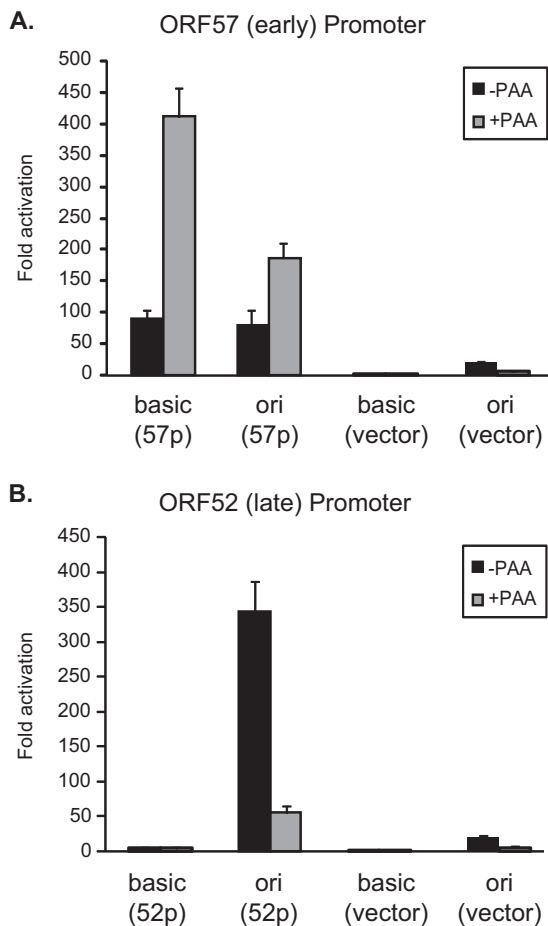 A.
ORF57 (early) Promoter
500
450
400
350
300
250
200
150
100
50
0
Fold activation
-PAA
+PAA
basic
(57p)
ori
(57p)
basic
(vector)
ori
(vector)
B.
ORF52 (late) Promoter
450
400
350
300
250
200
150
100
50
0
Fold activation
-PAA
+PAA
basic
(52p)
ori
(52p)
basic
(vector)
ori
(vector)